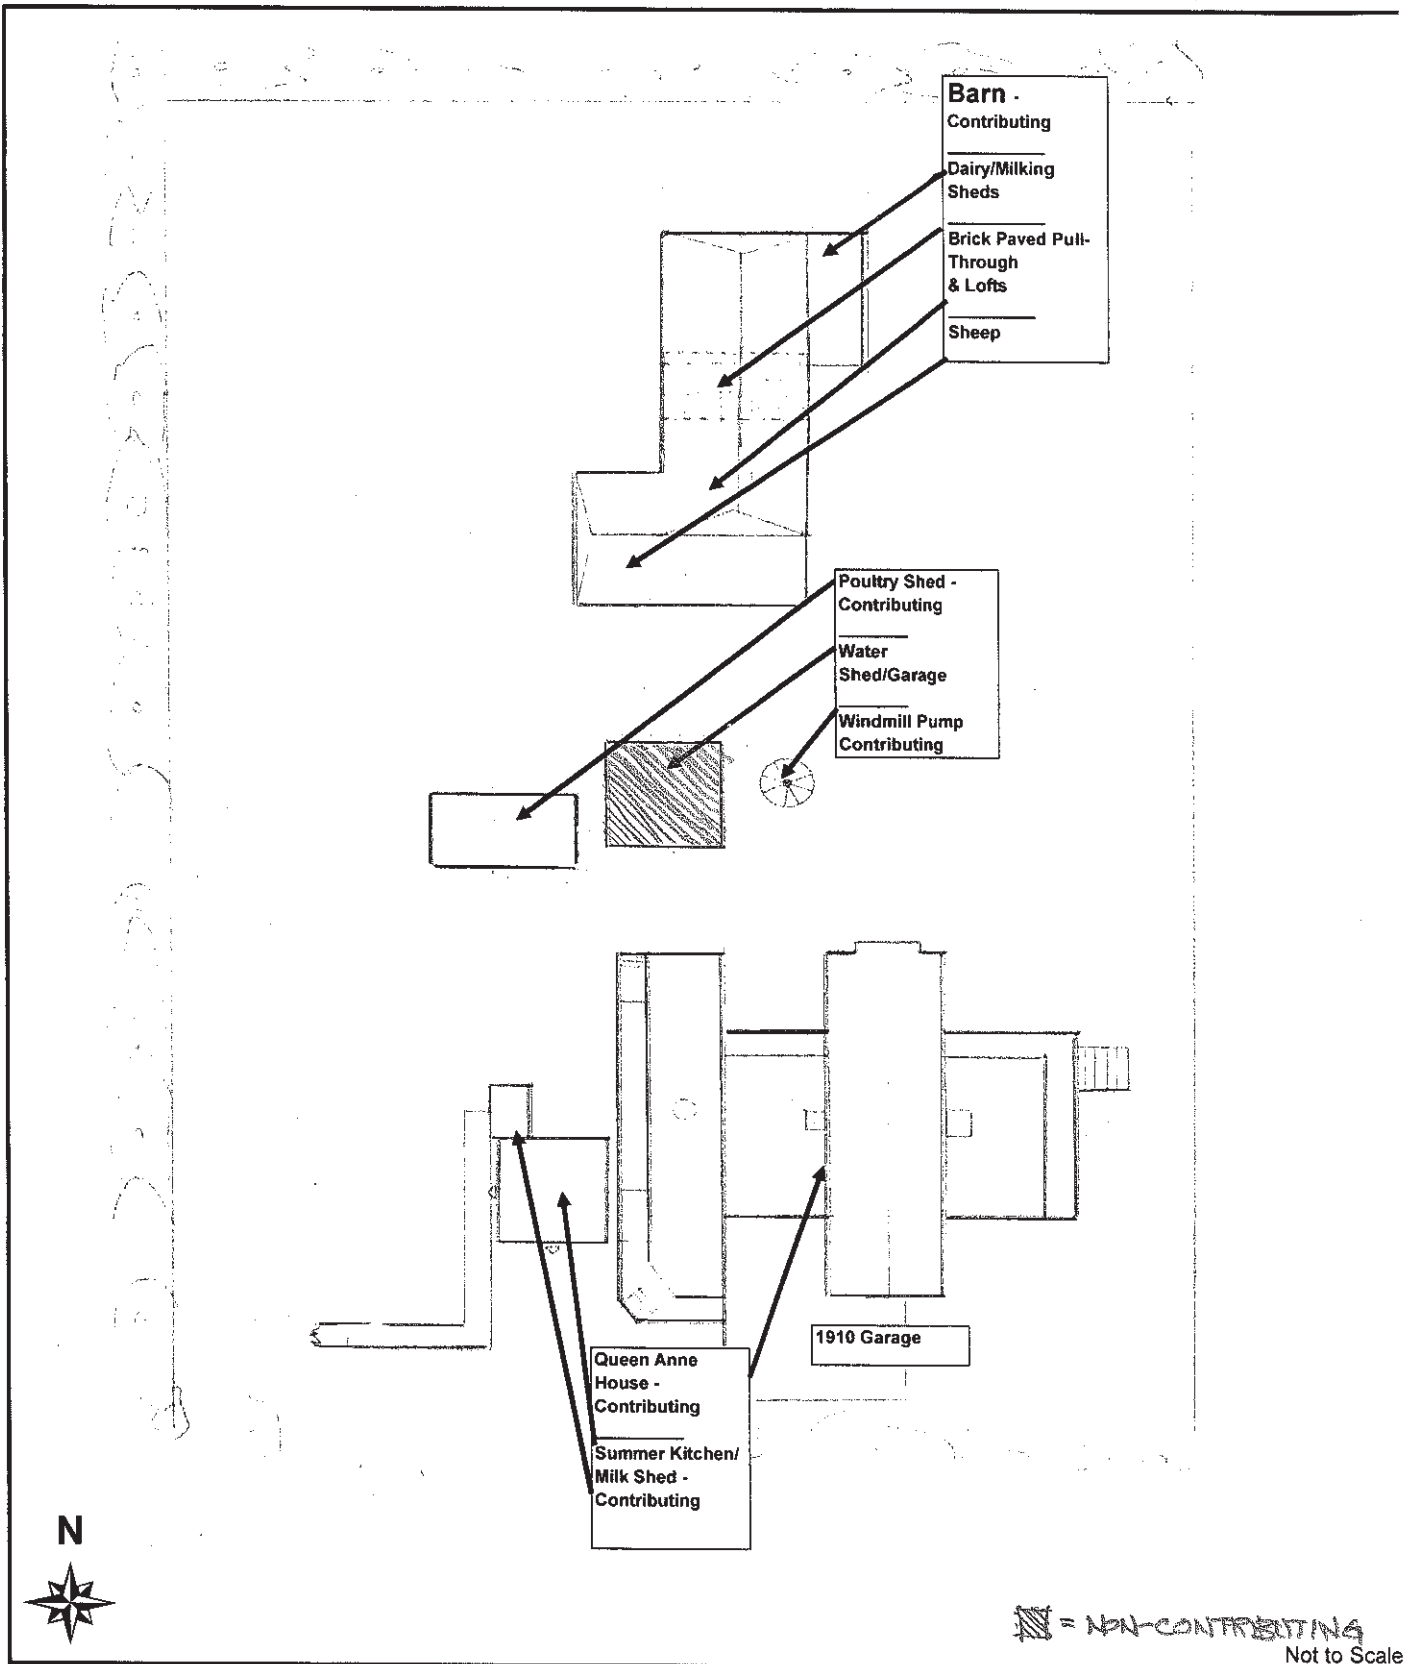 Barn -
Contributing
Dairy/Milking
Sheds
Brick Paved Pull-
Through
& Lofts
Sheep
Poultry Shed -
Contributing
Water
Shed/Garage
Windmill Pump
Contributing
1910 Garage
Queen Anne
House -
Contributing
Summer Kitchen/
Milk Shed -
Contributing
N
= NON-CONTRIBUTING
Not to Scale